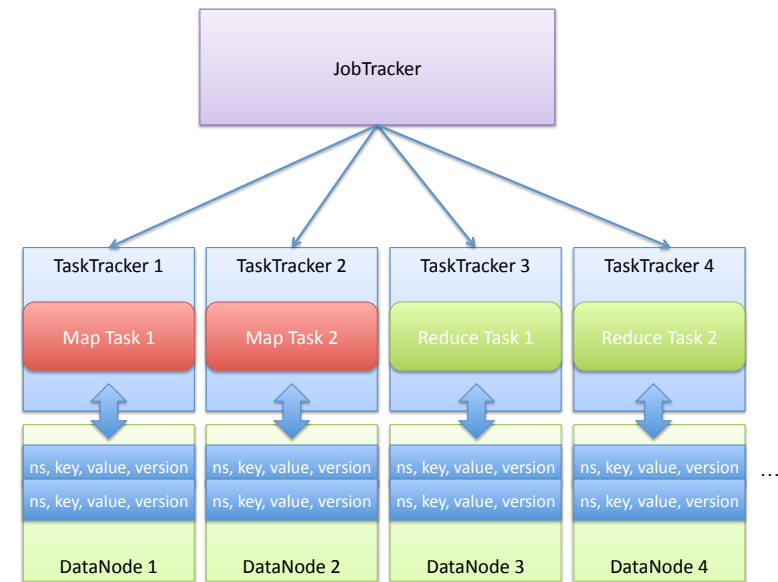 JobTracker
TaskTracker 1
TaskTracker 2
TaskTracker 3
TaskTracker 4
Map Task 1
Map Task 2
Reduce Task 1
Reduce Task 2
ns, key, value, version
ns, key, value, version
ns, key, value, version
ns, key, value, version
...
ns, key, value, version
ns, key, value, version
ns, key, value, version
ns, key, value, version
DataNode 1
DataNode 2
DataNode 3
DataNode 4